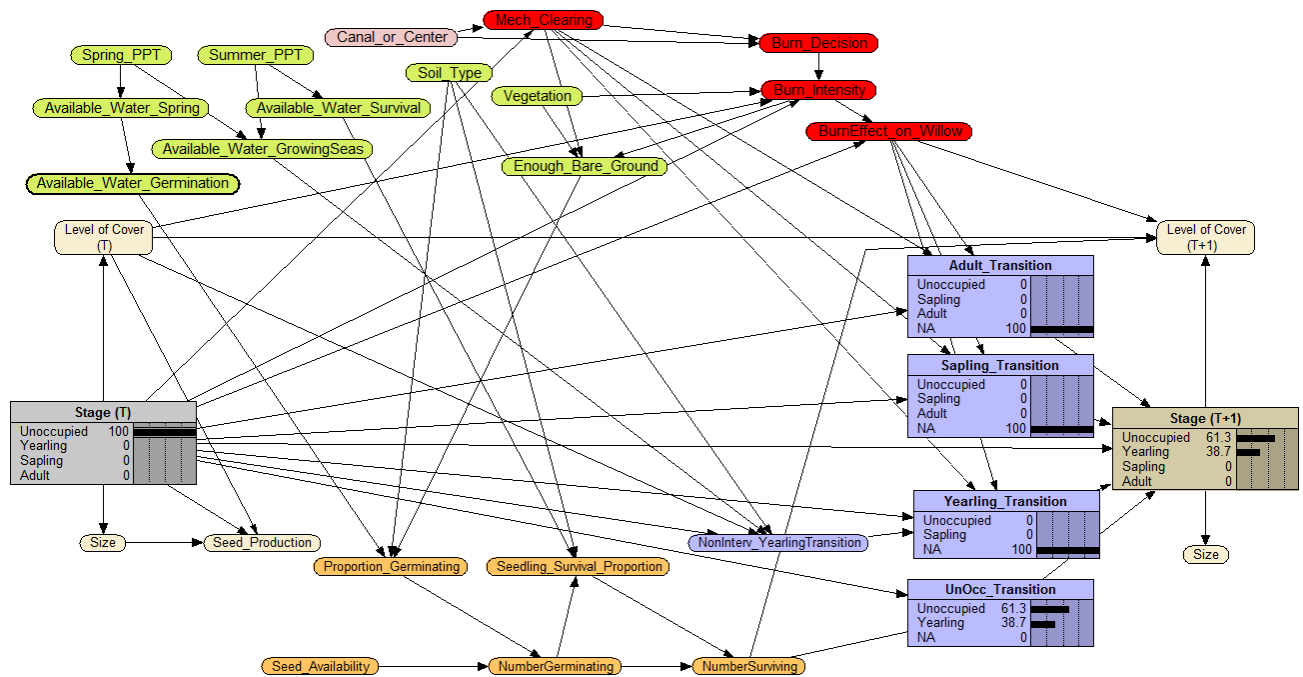 Mech_Clearing
Canal_or_Center
Burn_Decision
Spring_PPT
Summer_PPT
Soil_Type
Vegetation
Burn_Intensity
Available_Water_Spring
Available_Water_Survival
BurnEffect_on_Willow
Available_Water_GrowingSeas
Enough_Bare_Ground
Available_Water_Germination
Level of Cover
(T)
Level of Cover
(T+1)
Adult_Transition
Unoccupied 0
Sapling 0
Adult 0
NA 100
Sapling_Transition
Unoccupied 0
Sapling 0
Adult 0
NA 100
Stage (T)
Unoccupied 100
Yearling 0
Sapling 0
Adult 0
Stage (T+1)
Unoccupied 61.3
Yearling 38.7
Sapling 0
Adult 0
Yearling_Transition
Unoccupied 0
Sapling 0
NA 100
Size
Seed_Production
NonInterv_YearlingTransition
Size
Proportion_Germinating
Seedling_Survival_Proportion
UnOcc_Transition
Unoccupied 61.3
Yearling 38.7
NA 0
Seed_Availability
NumberGerminating
NumberSurviving